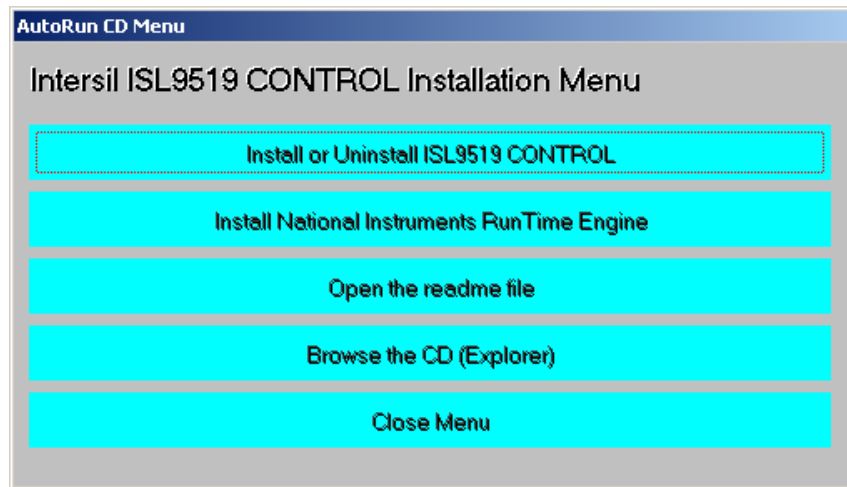 AutoRun CD Menu
Intersil ISL9519 CONTROL Installation Menu
Install or Uninstall ISL9519 CONTROL
Install National Instruments RunTime Engine
Open the readme file
Browse the CD (Explorer)
Close Menu